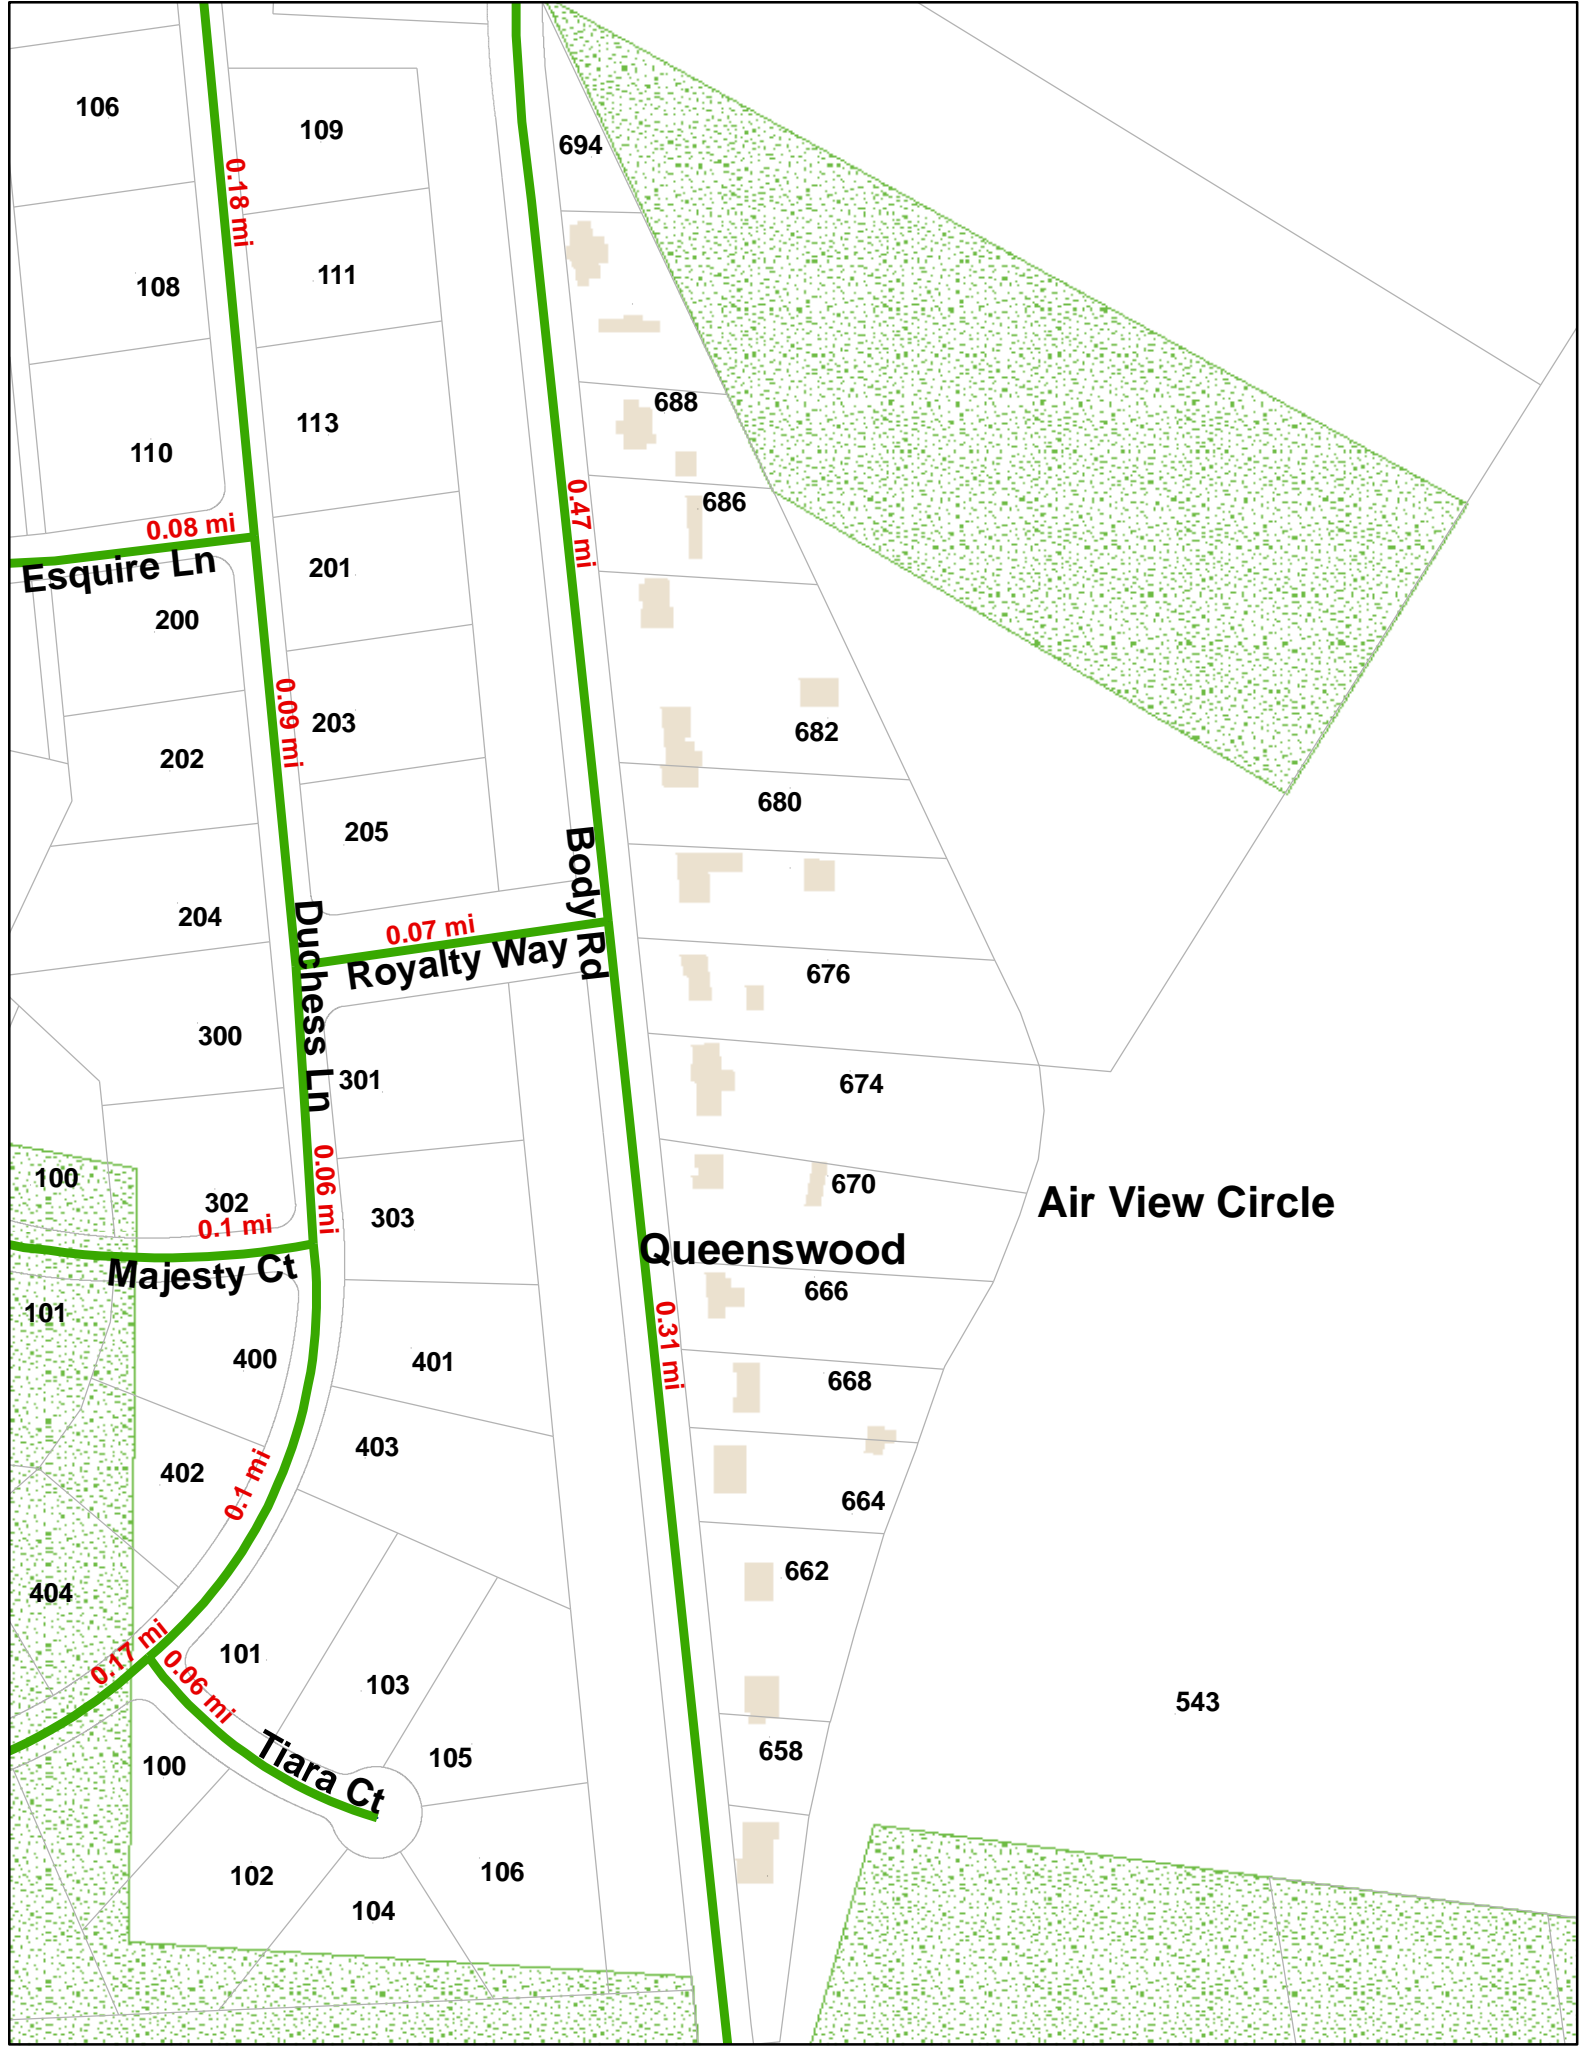 106
109
694
0.18 mi
111
108
688
113
110
686
0.47 mi
0.08 mi
Esquire Ln
201
200
0.09 mi
203
682
202
680
205
Body Rd
204
0.07 mi
Royalty Way
Duchess Ln
676
300
301
674
0.06 mi
100
302
0.1 mi
303
670
Air View Circle
Queenswood
Majesty Ct
666
101
0.31 mi
400
401
668
403
402
0.1 mi
664
662
404
0.17 mi
101
0.06 mi
103
543
Tiara Ct
105
658
100
102
106
104